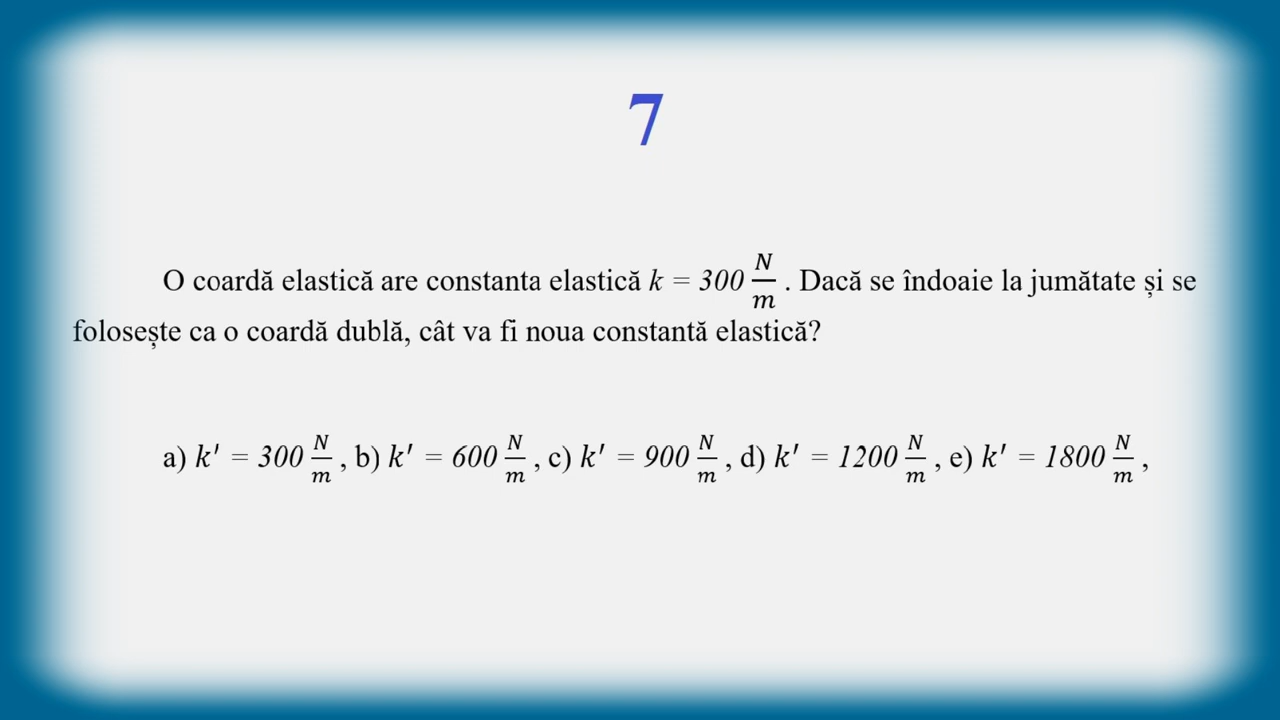 7
O coardă elastică are constanta elastică k = 300 N/m . Dacă se îndoaie la jumătate și se
folosește ca o coardă dublă, cât va fi noua constantă elastică?
a) k' = 300 N/m , b) k' = 600 N/m , c) k' = 900 N/m , d) k' = 1200 N/m , e) k' = 1800 N/m ,